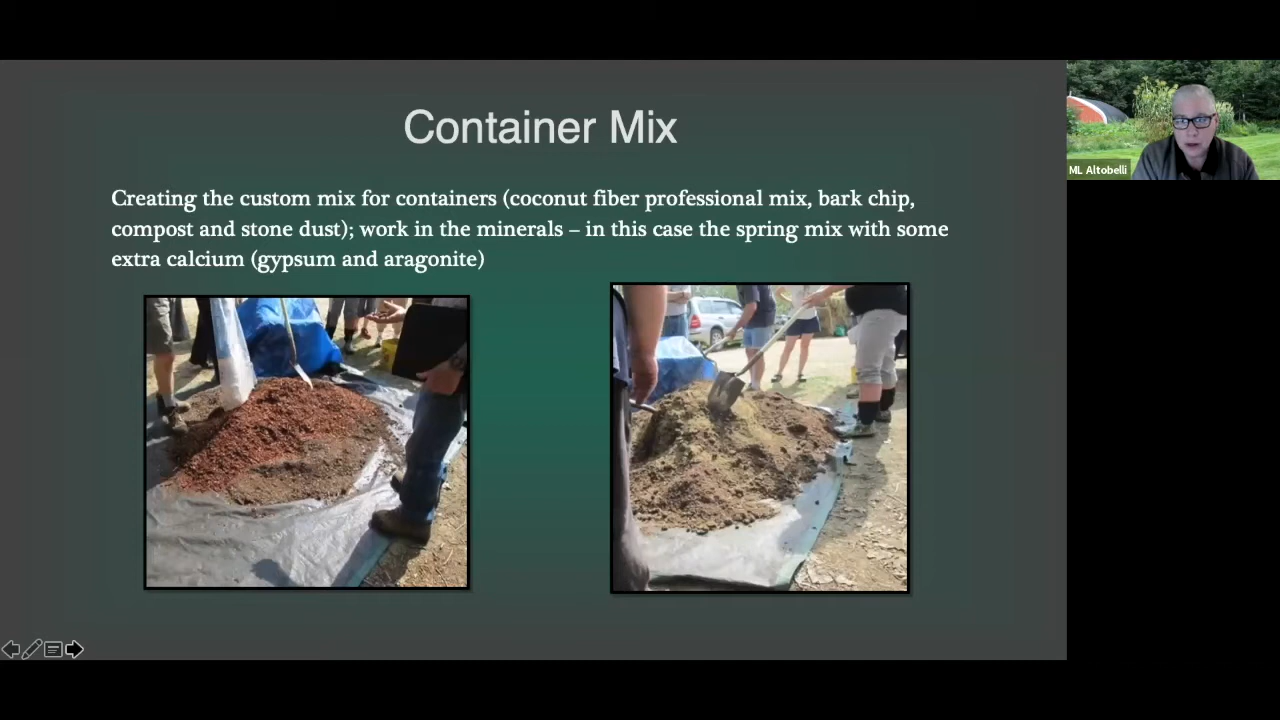 Container Mix
Creating the custom mix for containers (coconut fiber professional mix, bark chip,
compost and stone dust); work in the minerals – in this case the spring mix with some
extra calcium (gypsum and aragonite)
ML Altobelli